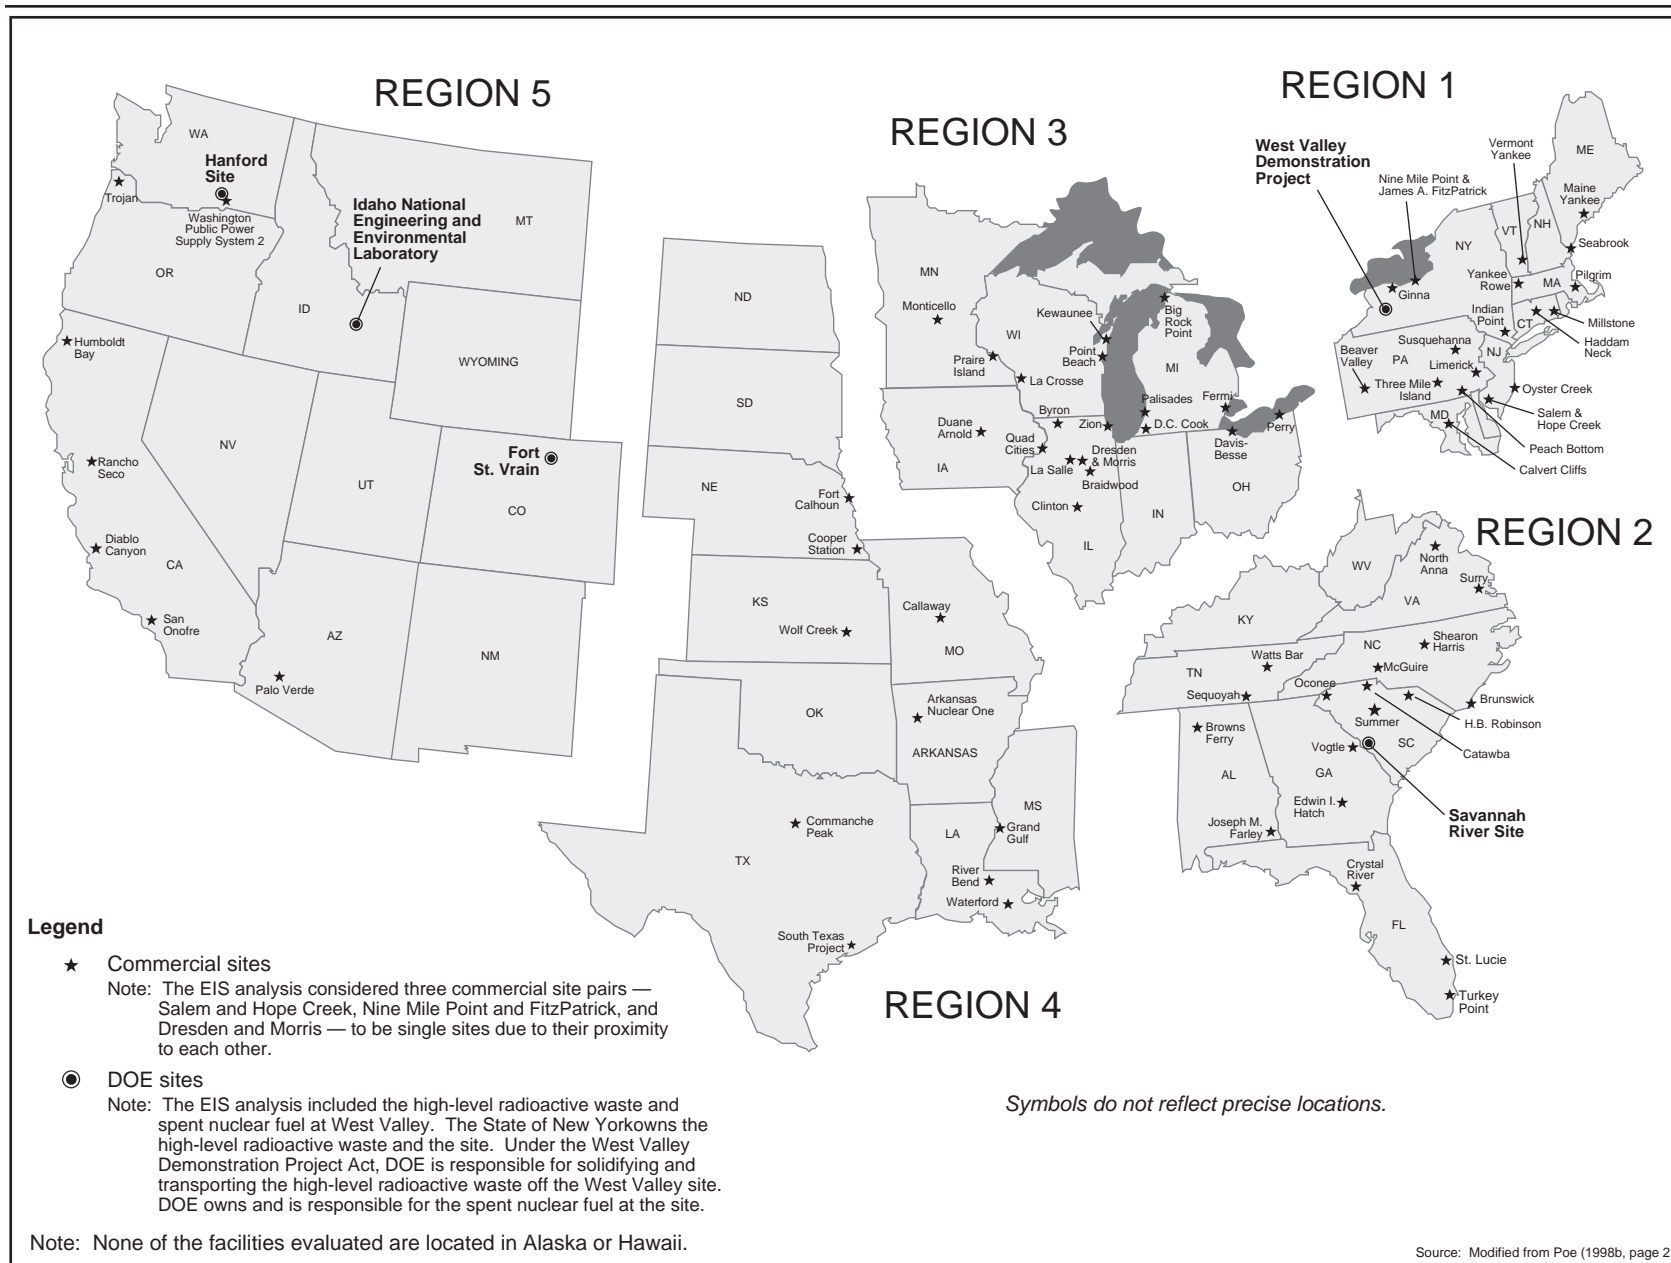 REGION 5
WA
Hanford
Site
Trojan
Washington
Public Power
Supply System 2
OR
Idaho National
Engineering and
Environmental
Laboratory
MT
ID
WYOMING
Humboldt
Bay
NV
UT
Fort
St. Vrain
CO
Rancho
Seco
Diablo
Canyon
CA
San
Onofre
AZ
Palo Verde
NM
REGION 3
MN
Monticello
WI
Kewaunee
Point
Beach
Big
Rock
Point
MI
Praire
Island
La Crosse
Palisades
Fermi
Byron
Zion
D.C. Cook
Perry
Davis-
Besse
Duane
Arnold
IA
Quad
Cities
La Salle
Dresden
& Morris
Braidwood
Clinton
IL
IN
OH
REGION 1
West Valley
Demonstration
Project
Nine Mile Point &
James A. FitzPatrick
Vermont
Yankee
ME
Maine
Yankee
NH
VT
NY
Seabrook
Ginna
Yankee
Rowe
MA
Pilgrim
Indian
Point
CT
Millstone
Haddam
Neck
Susquehanna
Beaver
Valley
PA
NJ
Limerick
Three Mile
Island
Oyster Creek
MD
Salem &
Hope Creek
Peach Bottom
Calvert Cliffs
REGION 2
WV
North
Anna
Surry
VA
KY
NC
Shearon
Harris
TN
Watts Bar
McGuire
Sequoyah
Oconee
Brunswick
H.B. Robinson
Summer
Catawba
Browns
Ferry
Vogtle
SC
AL
GA
Edwin I.
Hatch
Joseph M.
Farley
Savannah
River Site
Crystal
River
FL
St. Lucie
Turkey
Point
ND
SD
NE
Fort
Calhoun
Cooper
Station
KS
Wolf Creek
Callaway
MO
OK
Arkansas
Nuclear One
ARKANSAS
MS
Grand
Gulf
LA
Commanche
Peak
TX
River
Bend
Waterford
South Texas
Project
REGION 4
Legend
Commercial sites
Note: The EIS analysis considered three commercial site pairs —
Salem and Hope Creek, Nine Mile Point and FitzPatrick, and
Dresden and Morris — to be single sites due to their proximity
to each other.
DOE sites
Note: The EIS analysis included the high-level radioactive waste and
spent nuclear fuel at West Valley. The State of New Yorkowns the
high-level radioactive waste and the site. Under the West Valley
Demonstration Project Act, DOE is responsible for solidifying and
transporting the high-level radioactive waste off the West Valley site.
DOE owns and is responsible for the spent nuclear fuel at the site.
Note: None of the facilities evaluated are located in Alaska or Hawaii.
Symbols do not reflect precise locations.
Source: Modified from Poe (1998b, page 2